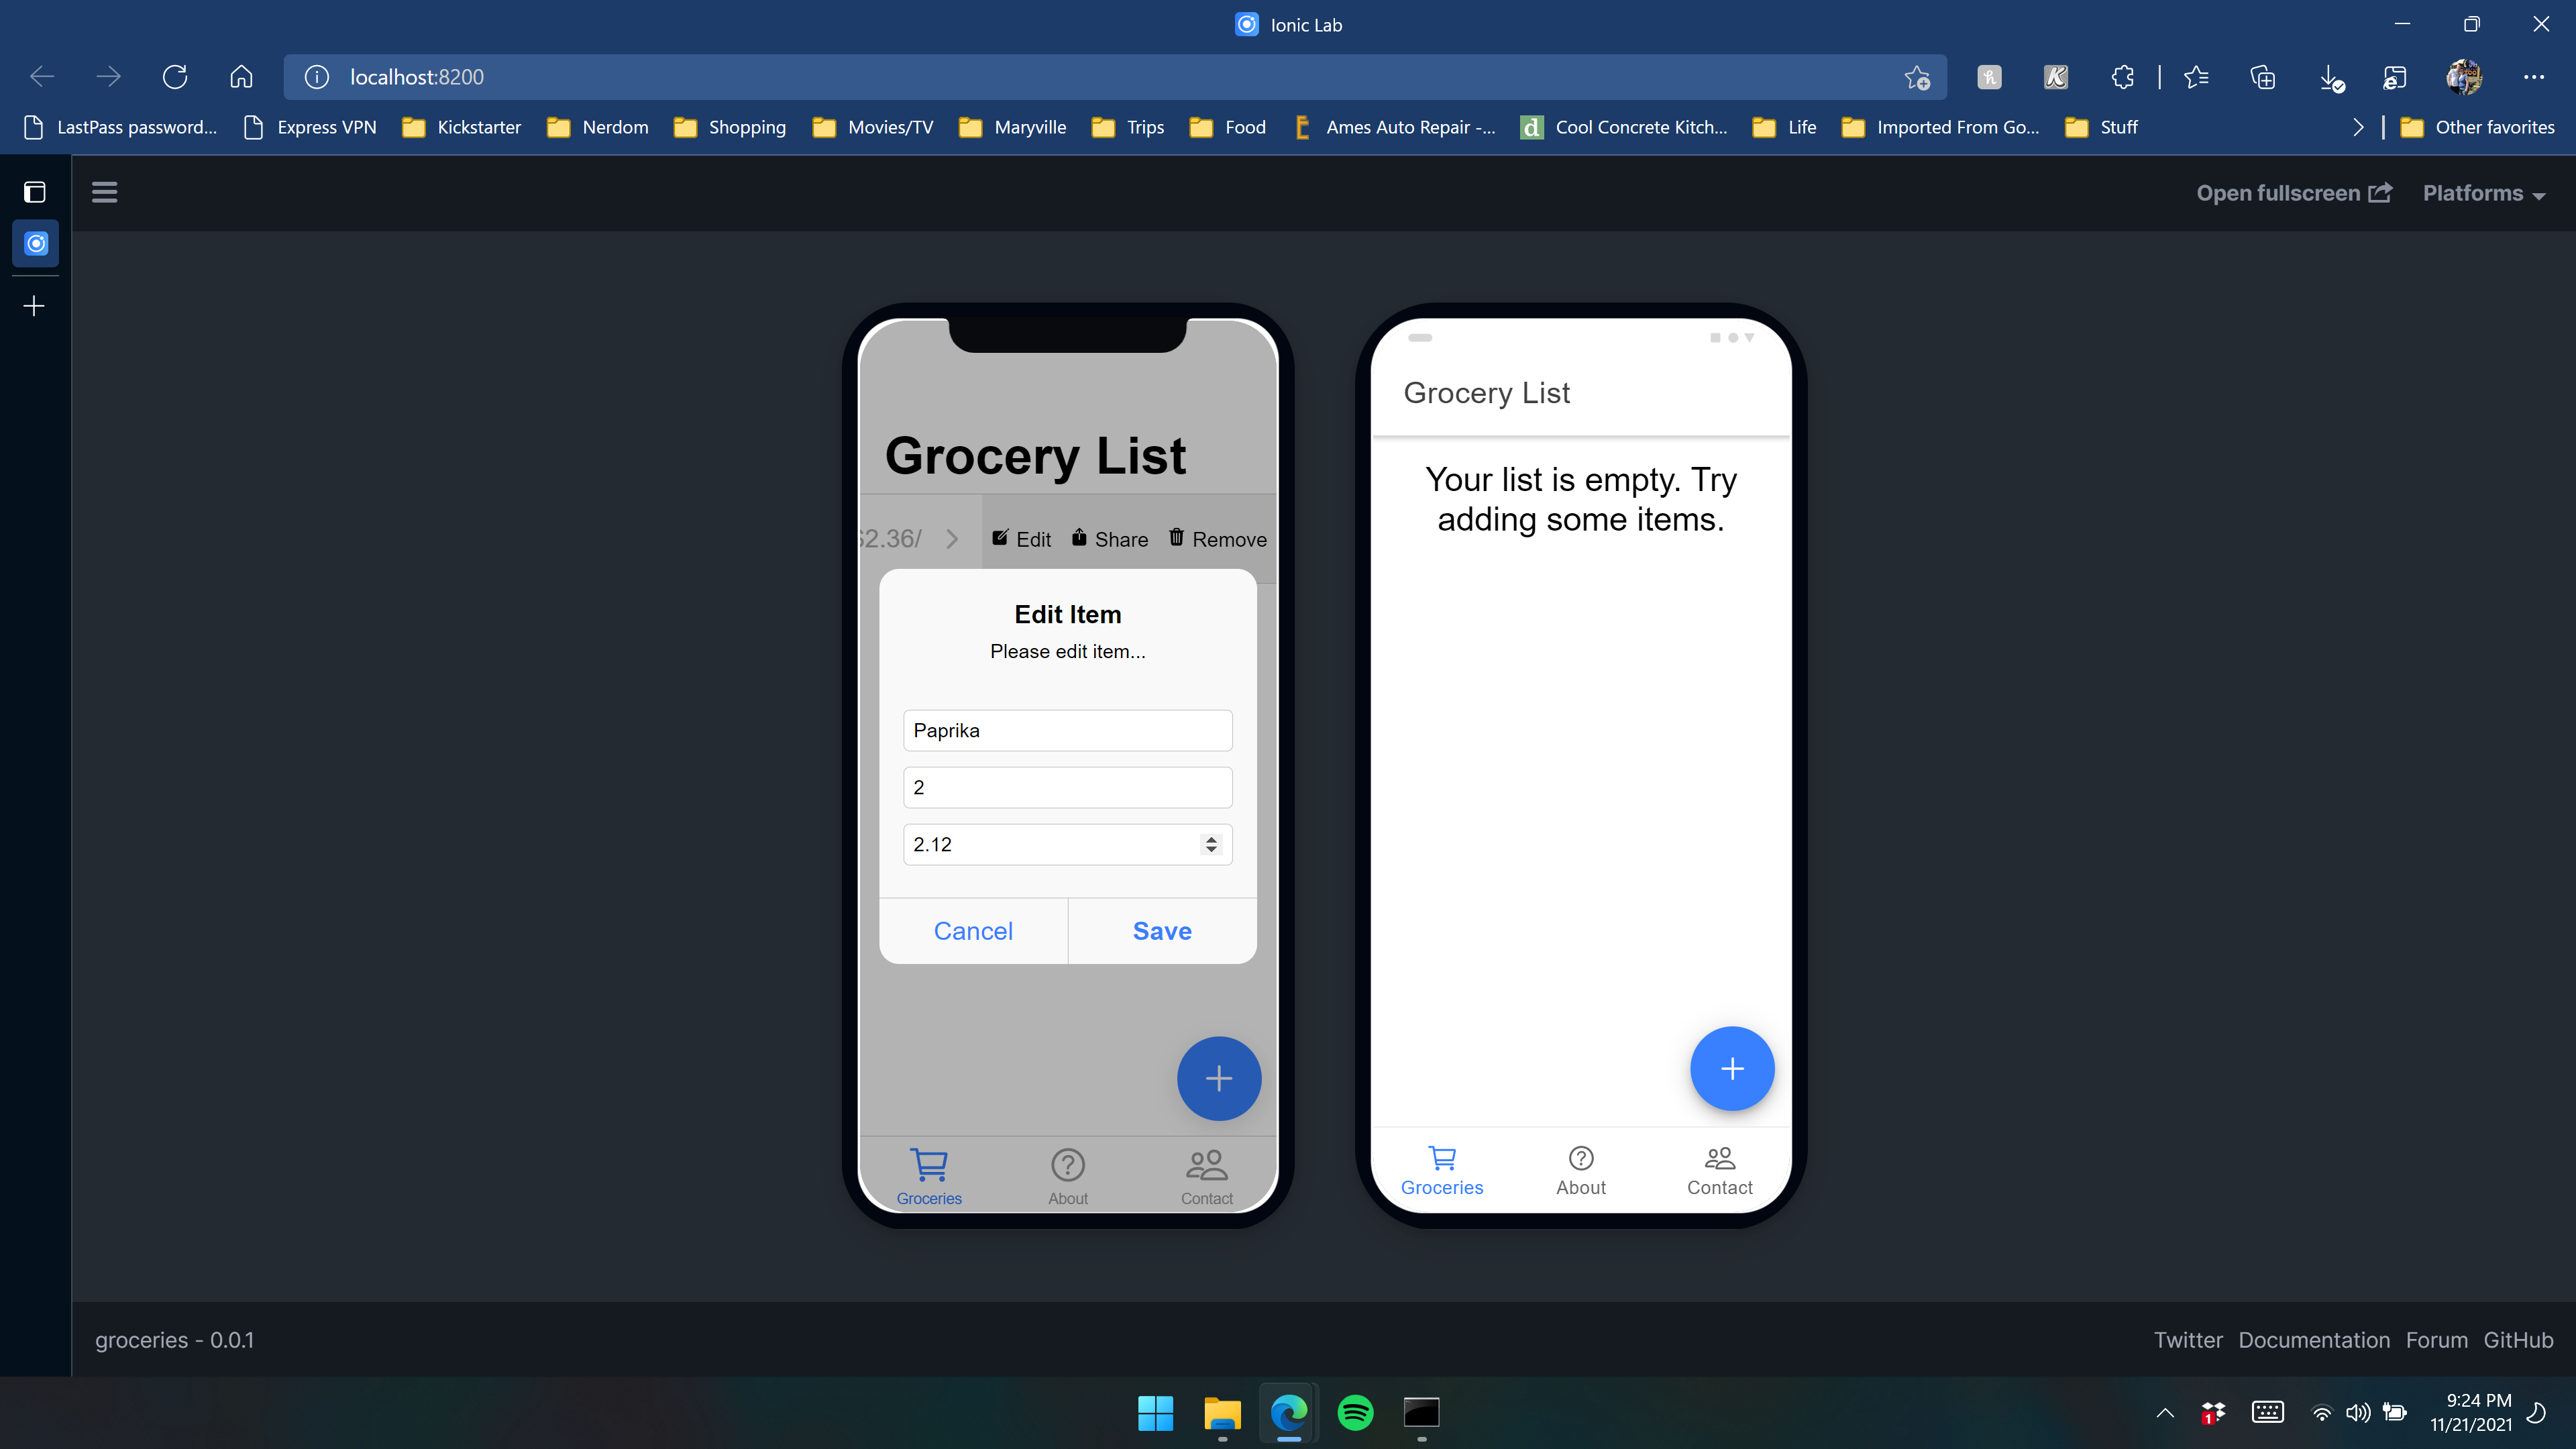 Ionic Lab
localhost:8200
LastPass password... Express VPN Kickstarter Nerdom Shopping Movies/TV Maryville Trips Food Ames Auto Repair -... Cool Concrete Kitch... Life Imported From Go... Stuff Other favorites
Open fullscreen Platforms
Grocery List
$2.36/ Edit Share Remove
Edit Item
Please edit item...
Paprika
2
2.12
Cancel Save
Groceries About Contact
Grocery List
Your list is empty. Try
adding some items.
Groceries About Contact
groceries - 0.0.1
Twitter Documentation Forum GitHub
1
9:24 PM
11/21/2021